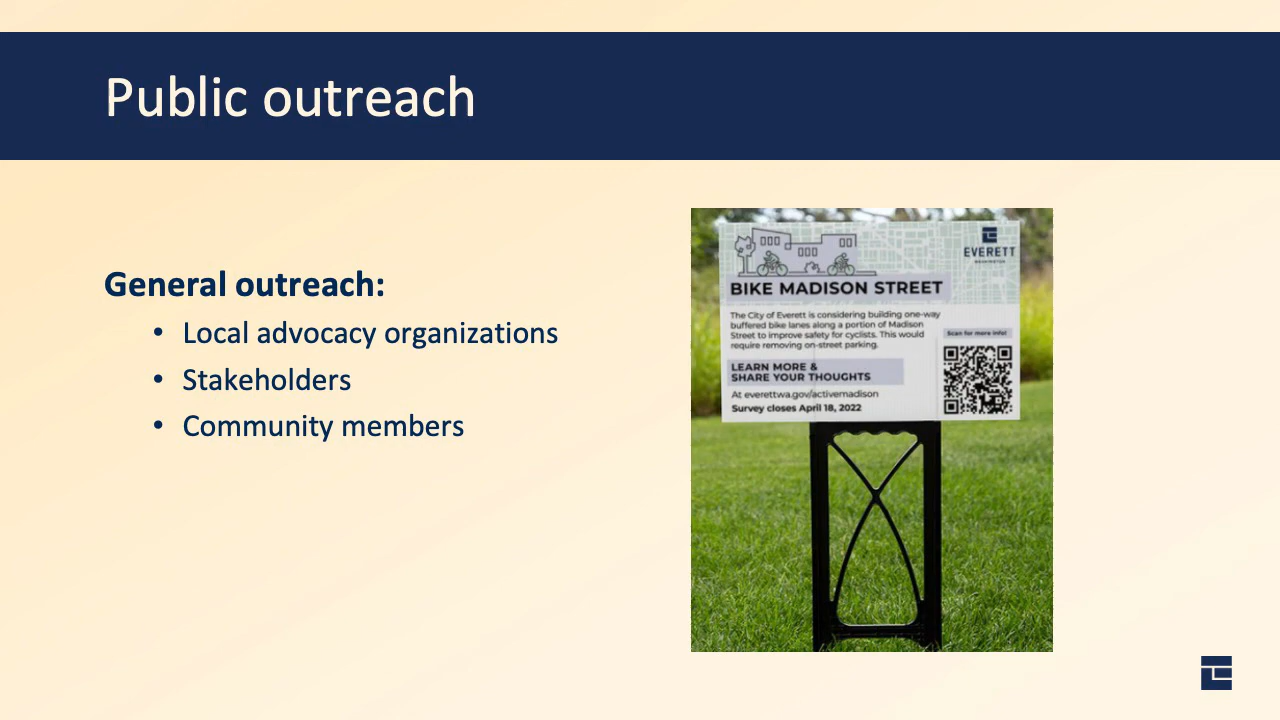 Public outreach
General outreach:
• Local advocacy organizations
• Stakeholders
• Community members
EVERETT
WASHINGTON
BIKE MADISON STREET
The City of Everett is considering building one-way
buffered bike lanes along a portion of Madison
Street to improve safety for cyclists. This would
require removing on-street parking.
Scan for more info!
LEARN MORE &
SHARE YOUR THOUGHTS
At everettwa.gov/activemadison
Survey closes April 18, 2022